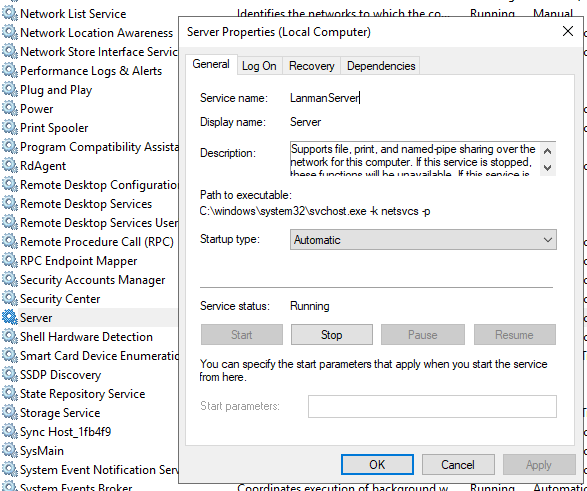 Network List Service Identifies the networks to which the co... Running Manual
Network Location Awareness
Network Store Interface Service
Performance Logs & Alerts
Plug and Play
Power
Print Spooler
Program Compatibility Assista
RdAgent
Remote Desktop Configuration
Remote Desktop Services
Remote Desktop Services User
Remote Procedure Call (RPC)
RPC Endpoint Mapper
Security Accounts Manager
Security Center
Server
Shell Hardware Detection
Smart Card Device Enumeratic
SSDP Discovery
State Repository Service
Storage Service
Sync Host_1fb4f9
SysMain
System Event Notification Serv
System Events Broker Coordinates execution of background w... Running Automatic
Server Properties (Local Computer)
General Log On Recovery Dependencies
Service name: LanmanServer
Display name: Server
Description: Supports file, print, and named-pipe sharing over the
network for this computer. If this service is stopped,
these functions will be unavailable. If this service is
Path to executable:
C:\windows\system32\svchost.exe -k netsvcs -p
Startup type: Automatic
Service status: Running
Start Stop Pause Resume
You can specify the start parameters that apply when you start the service
from here.
Start parameters:
OK Cancel Apply